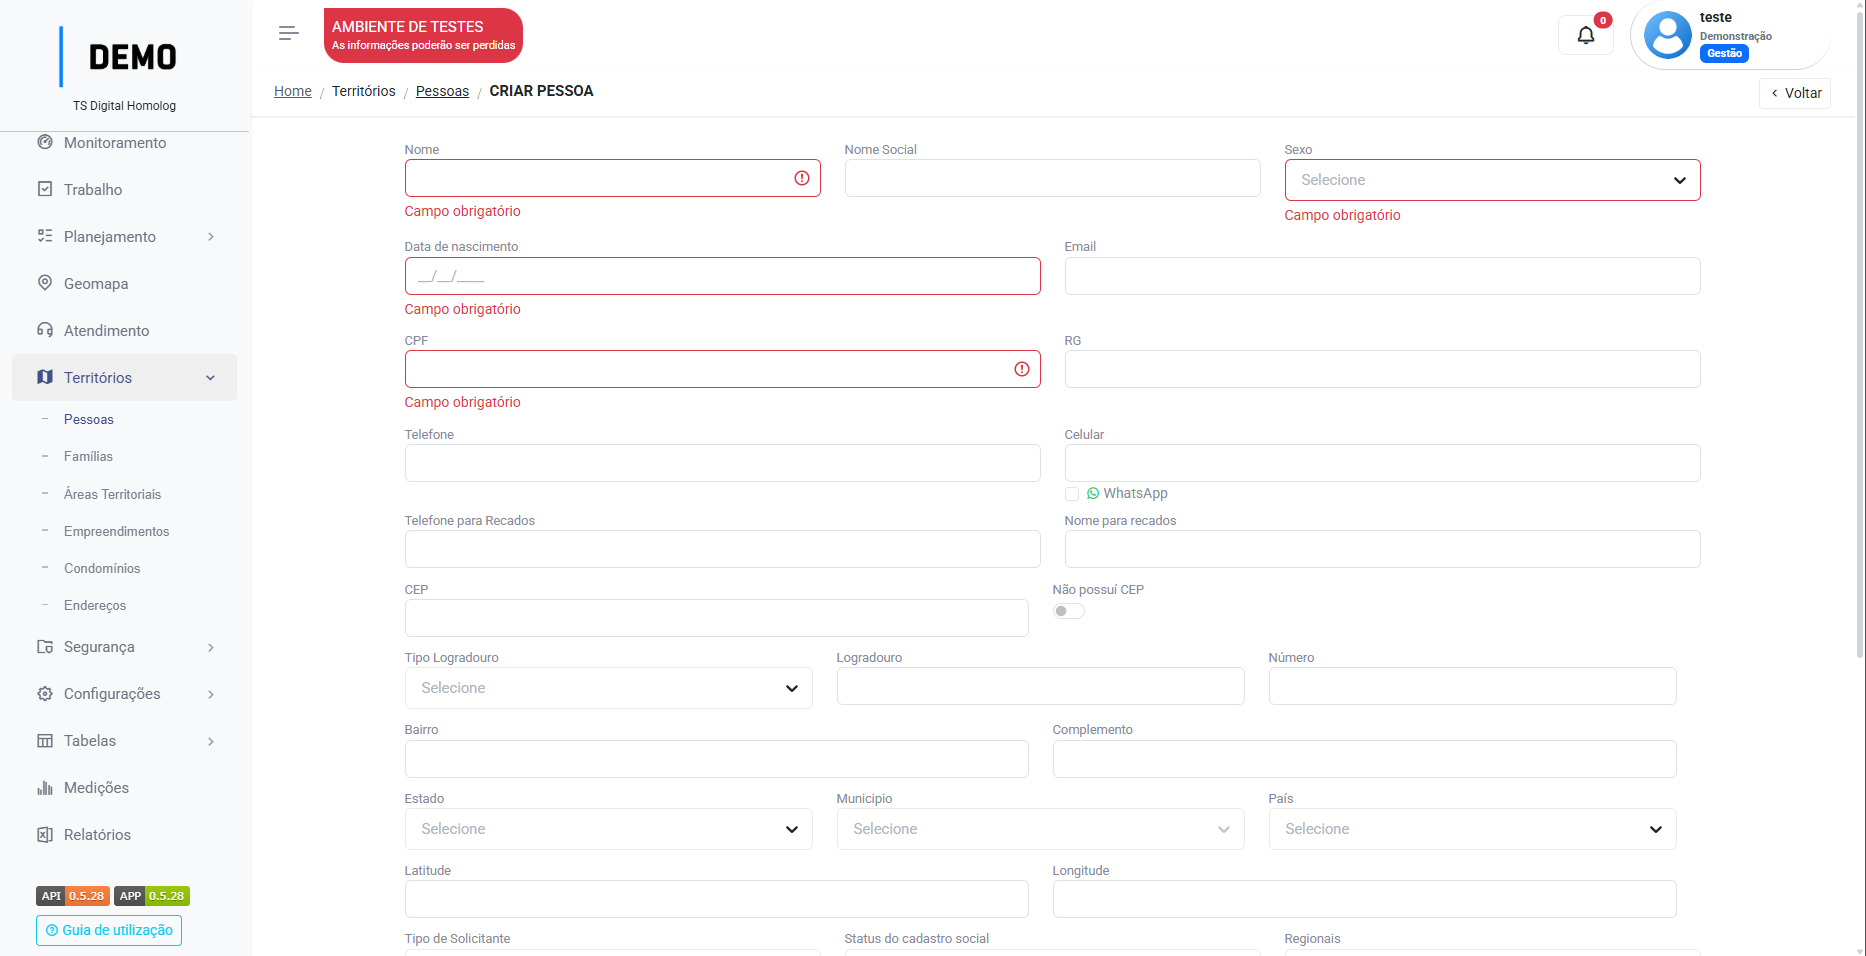 DEMO
TS Digital Homolog
Monitoramento
Trabalho
Planejamento
Geomapa
Atendimento
Territórios
Pessoas
Famílias
Áreas Territoriais
Empreendimentos
Condomínios
Endereços
Segurança
Configurações
Tabelas
Medições
Relatórios
API 0.5.28 APP 0.5.28
Guia de utilização
AMBIENTE DE TESTES
As informações poderão ser perdidas
0
teste
Demonstração
Gestão
Home / Territórios / Pessoas / CRIAR PESSOA
Voltar
Nome Nome Social Sexo
Selecione
Campo obrigatório Campo obrigatório
Data de nascimento Email
__/__/____
Campo obrigatório
CPF RG
Campo obrigatório
Telefone Celular
WhatsApp
Telefone para Recados Nome para recados
CEP Não possuí CEP
Tipo Logradouro Logradouro Número
Selecione
Bairro Complemento
Estado Municipio País
Selecione Selecione Selecione
Latitude Longitude
Tipo de Solicitante Status do cadastro social Regionais